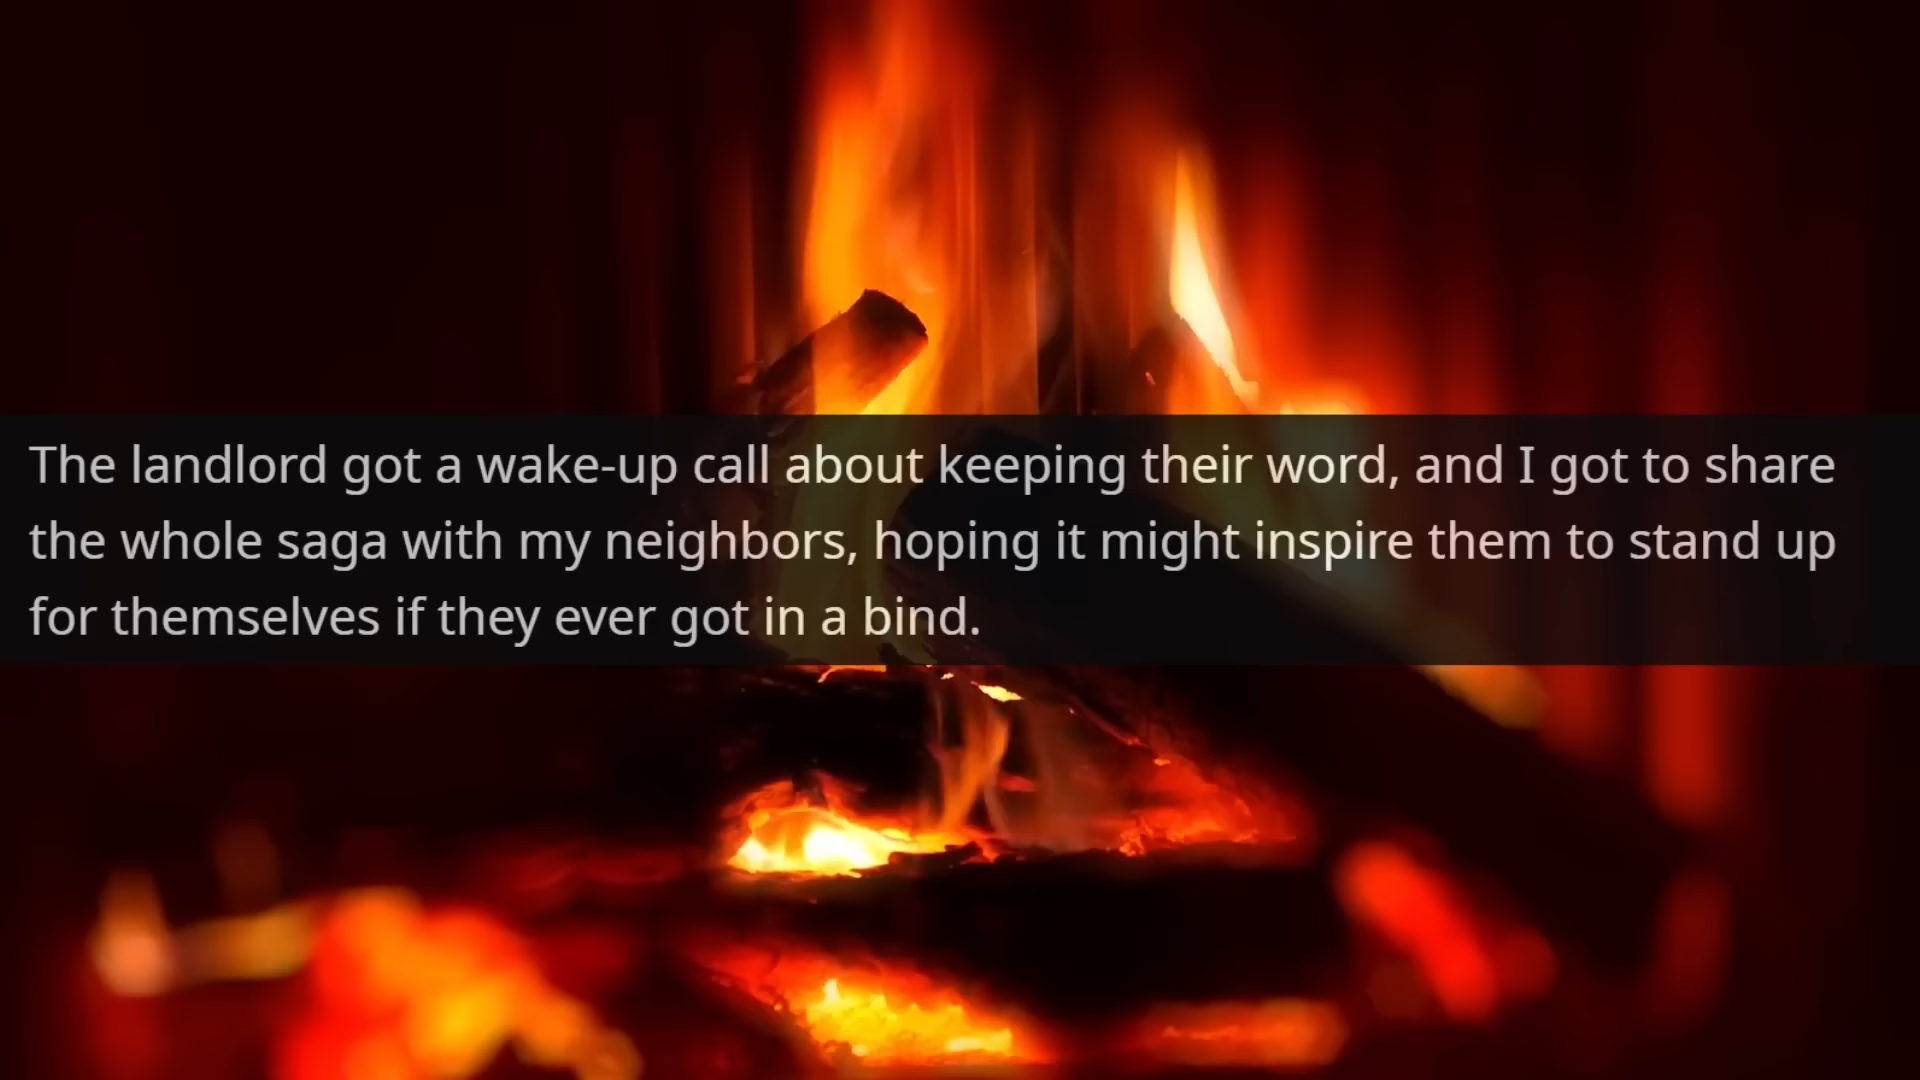 The landlord got a wake-up call about keeping their word, and I got to share
the whole saga with my neighbors, hoping it might inspire them to stand up
for themselves if they ever got in a bind.